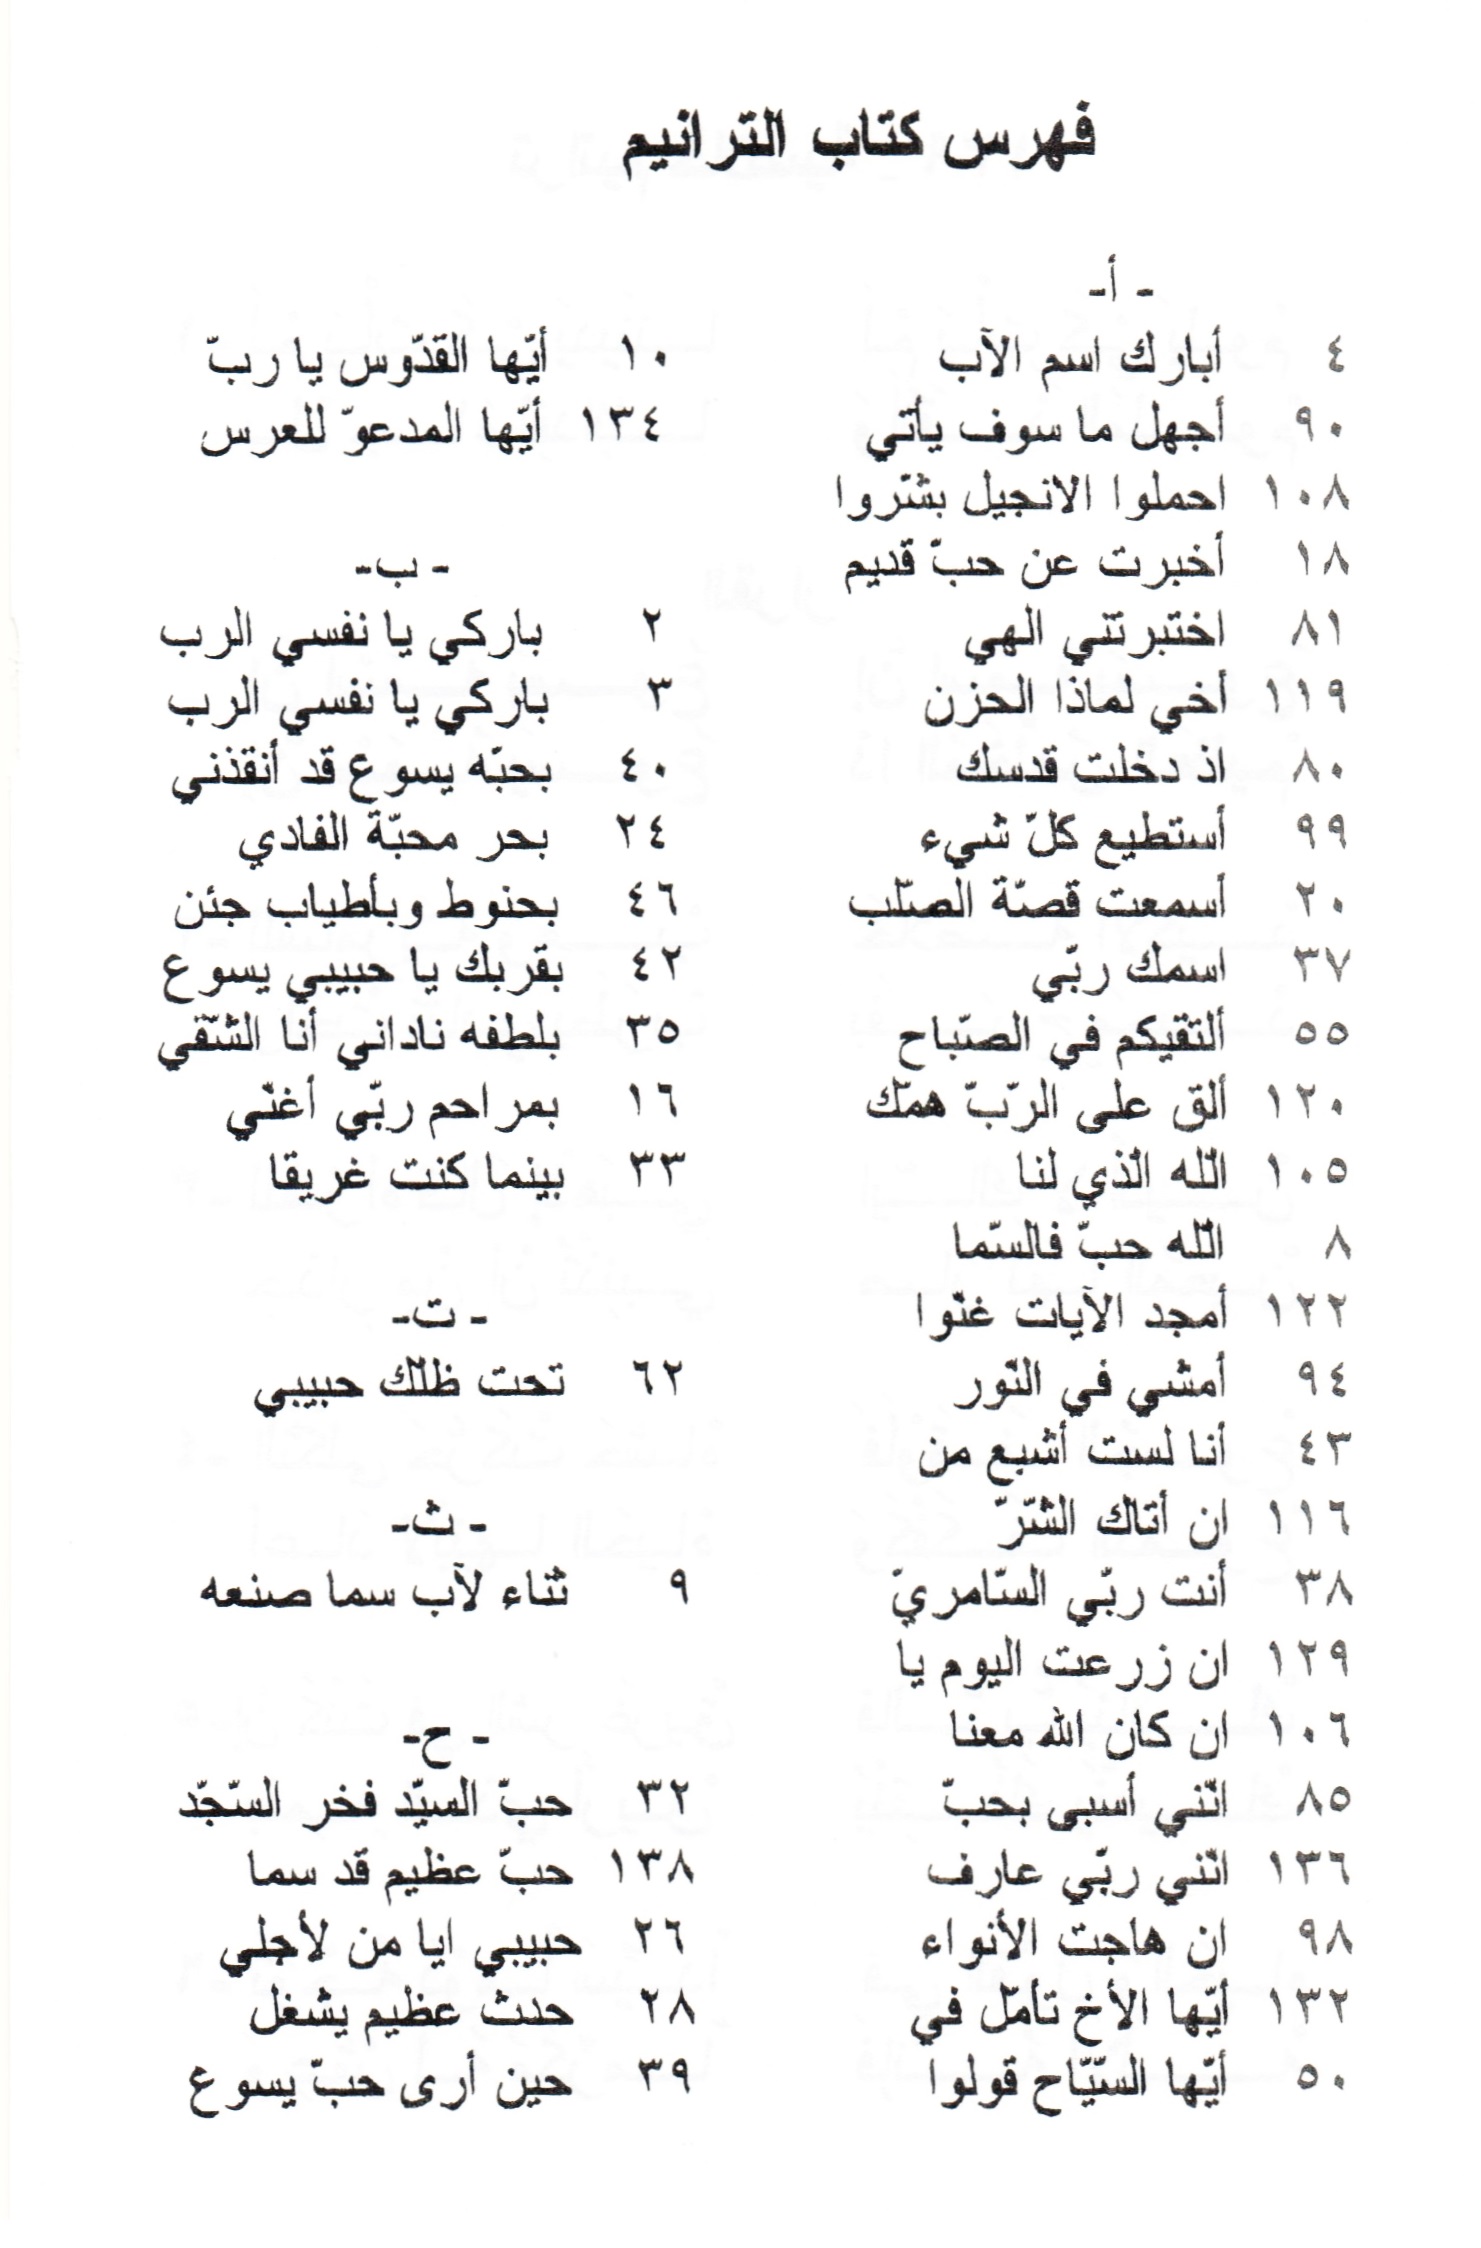 فهرس كتاب الترانيم
- أ-
٤ أبارك اسم الآب
٩٠ أجهل ما سوف يأتي
١٠٨ احملوا الانجيل بشّروا
١٨ أخبرت عن حبّ قديم
٨١ اختبرتني الهي
١١٩ أخي لماذا الحزن
٨٠ اذ دخلت قدسك
٩٩ أستطيع كلّ شيء
٢٠ أسمعت قصّة الصّلب
٣٧ اسمك ربّي
٥٥ ألتقيكم في الصّباح
١٢٠ ألق على الرّبّ همّك
١٠٥ اللّه الّذي لنا
٨ اللّه حبّ فالسّما
١٢٢ أمجد الآيات غنّوا
٩٤ أمشي في النّور
٤٣ أنا لست أشبع من
١١٦ ان أتاك الشّرّ
٣٨ أنت ربّي السّامريّ
١٢٩ ان زرعت اليوم يا
١٠٦ ان كان الله معنا
٨٥ انّني أسبى بحبّ
١٣٦ انّني ربّي عارف
٩٨ ان هاجت الأنواء
١٣٢ أيّها الأخ تأمّل في
٥٠ أيّها السّيّاح قولوا
١٠ أيّها القدّوس يا ربّ
١٣٤ أيّها المدعوّ للعرس
- ب-
٢ باركي يا نفسي الرب
٣ باركي يا نفسي الرب
٤٠ بحبّه يسوع قد أنقذني
٢٤ بحر محبّة الفادي
٤٦ بحنوط وبأطياب جئن
٤٢ بقربك يا حبيبي يسوع
٣٥ بلطفه ناداني أنا الشّقي
١٦ بمراحم ربّي أغنّي
٣٣ بينما كنت غريقا
- ت-
٦٢ تحت ظلّك حبيبي
- ث-
٩ ثناء لآب سما صنعه
- ح-
٣٢ حبّ السيّد فخر السّجّد
١٣٨ حبّ عظيم قد سما
٢٦ حبيبي ايا من لأجلي
٢٨ حدث عظيم يشغل
٣٩ حين أرى حبّ يسوع